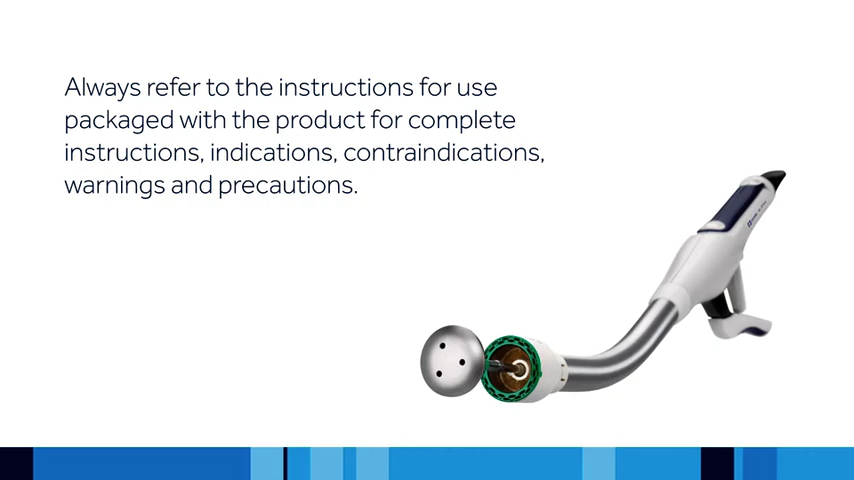 Always refer to the instructions for use
packaged with the product for complete
instructions, indications, contraindications,
warnings and precautions.